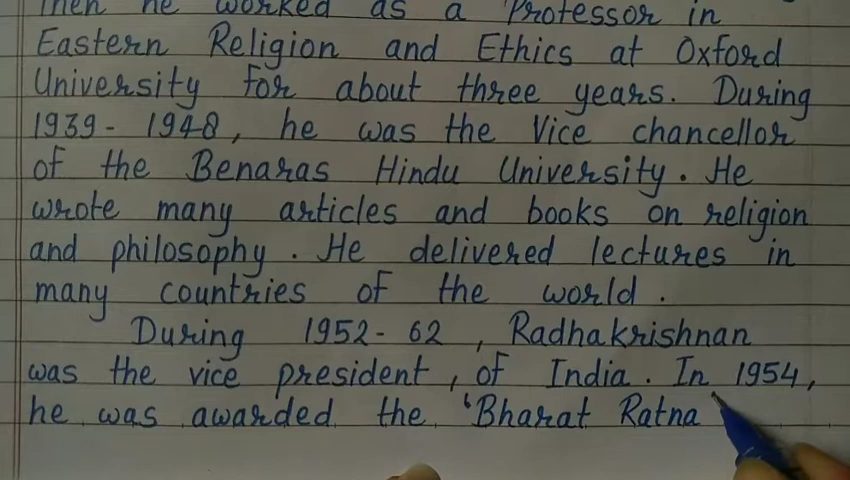 Then he worked as a Professor in
Eastern Religion and Ethics at Oxford
University for about three years. During
1939- 1948, he was the Vice chancellor
of the Benaras Hindu University. He
wrote many articles and books on religion
and philosophy. He delivered lectures in
many countries of the world.
During 1952-62, Radhakrishnan
was the vice president, of India. In 1954,
he was awarded the 'Bharat Ratna